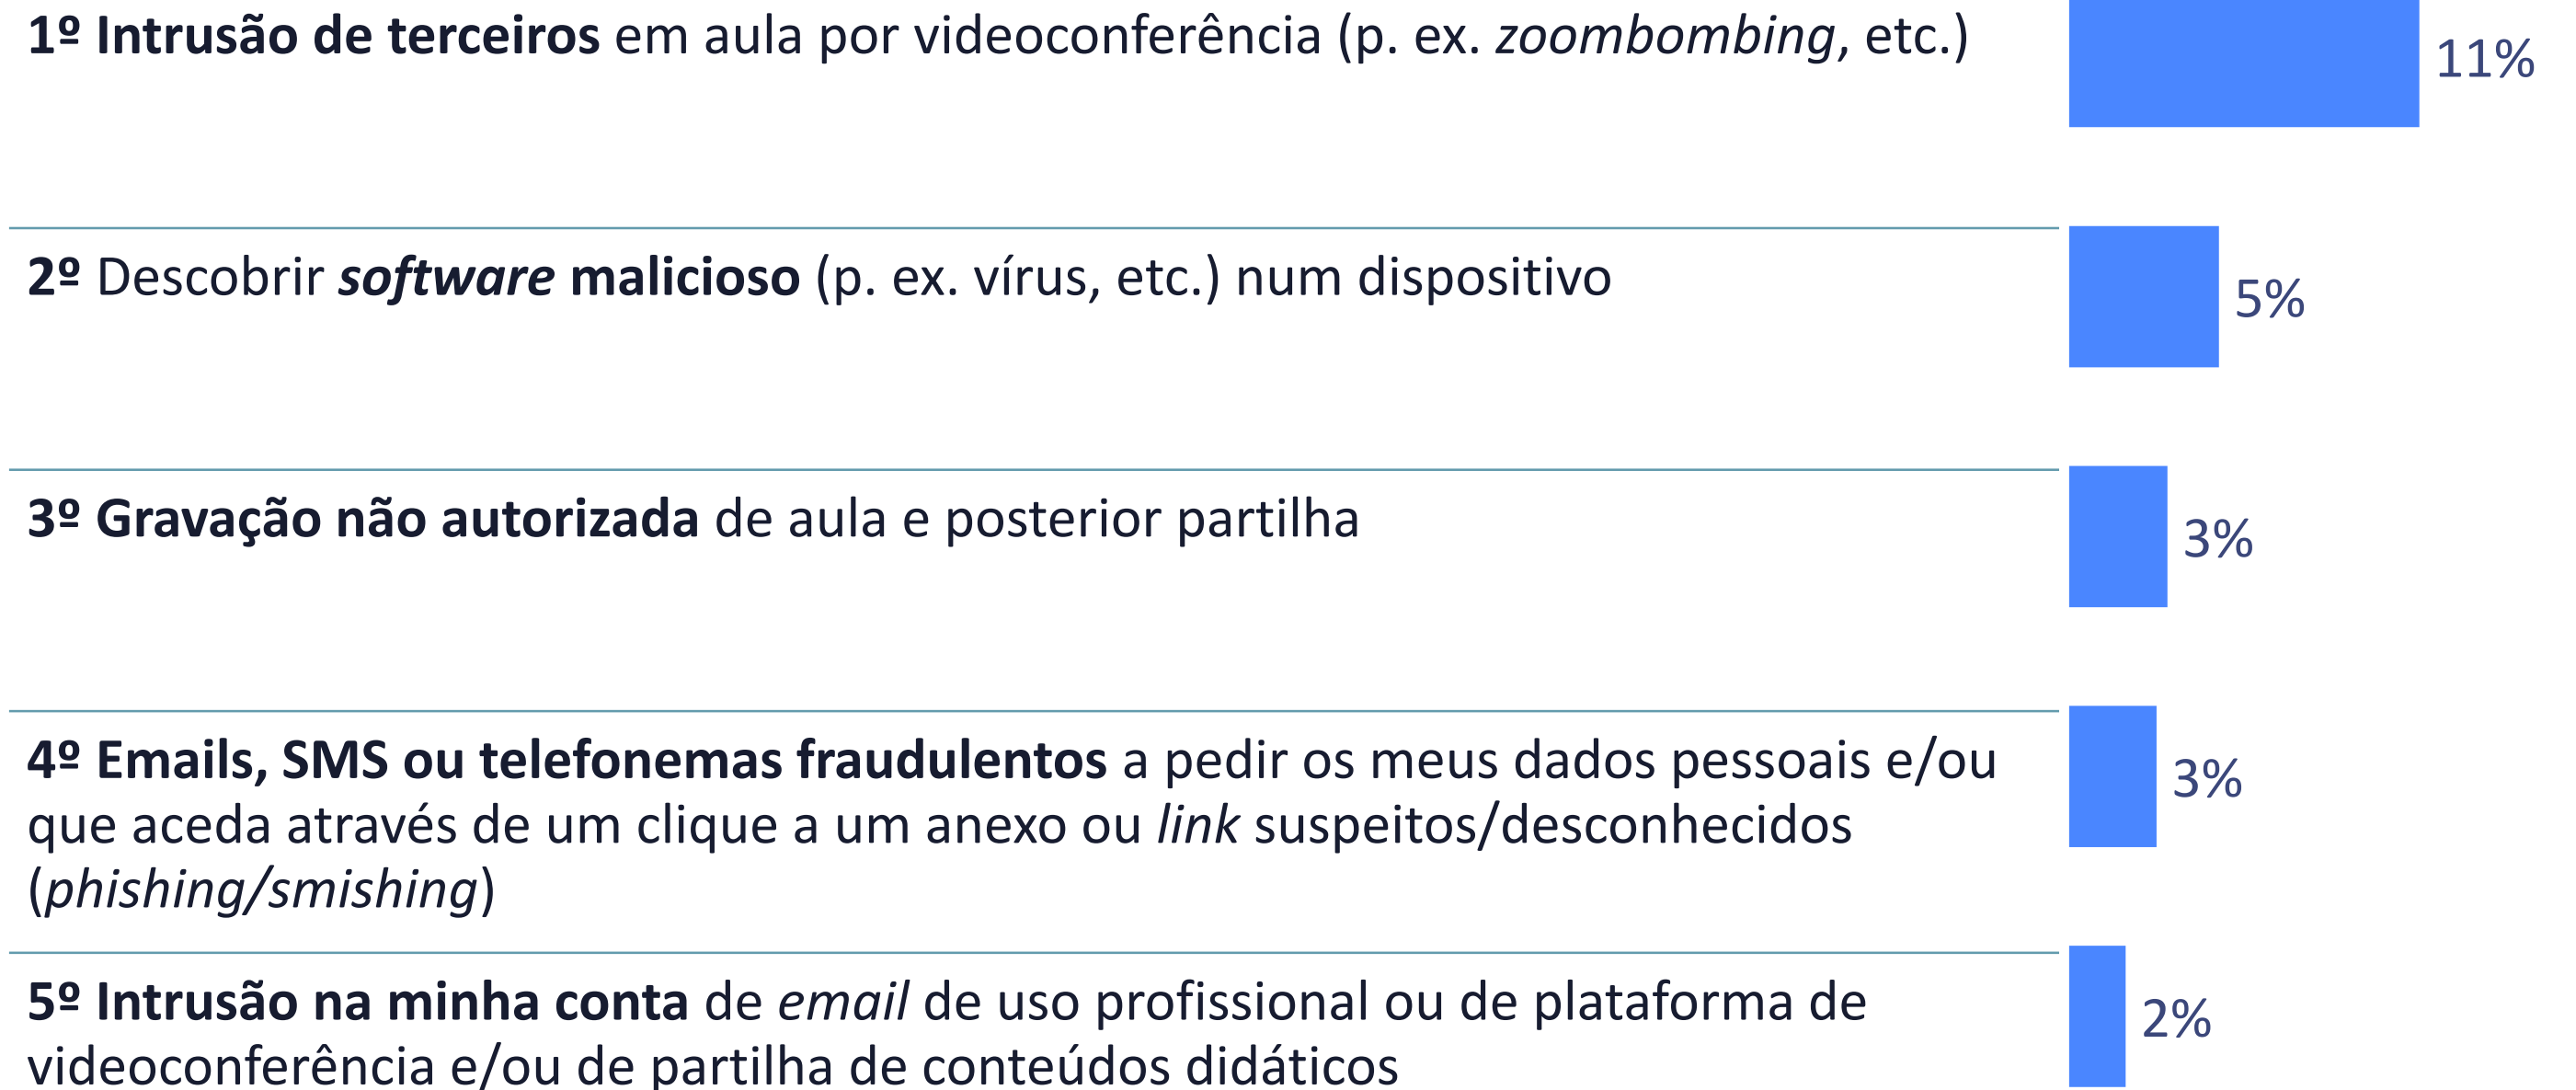 1º Intrusão de terceiros em aula por videoconferência (p. ex. zoombombing, etc.)
11%
2º Descobrir software malicioso (p. ex. vírus, etc.) num dispositivo
5%
3º Gravação não autorizada de aula e posterior partilha
3%
4º Emails, SMS ou telefonemas fraudulentos a pedir os meus dados pessoais e/ou
que aceda através de um clique a um anexo ou link suspeitos/desconhecidos
(phishing/smishing)
3%
5º Intrusão na minha conta de email de uso profissional ou de plataforma de
videoconferência e/ou de partilha de conteúdos didáticos
2%